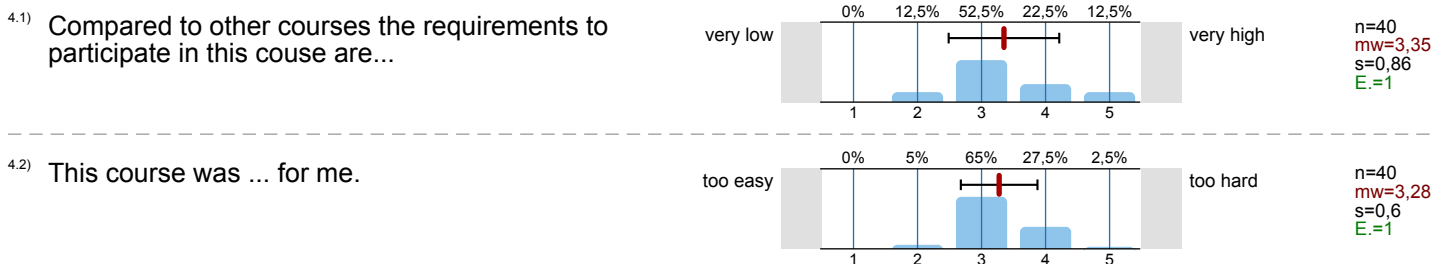 4.1) Compared to other courses the requirements to
participate in this couse are...
very low
0% 12,5% 52,5% 22,5% 12,5%
1 2 3 4 5
very high
n=40
mw=3,35
s=0,86
E.=1
4.2) This course was ... for me.
too easy
0% 5% 65% 27,5% 2,5%
1 2 3 4 5
too hard
n=40
mw=3,28
s=0,6
E.=1